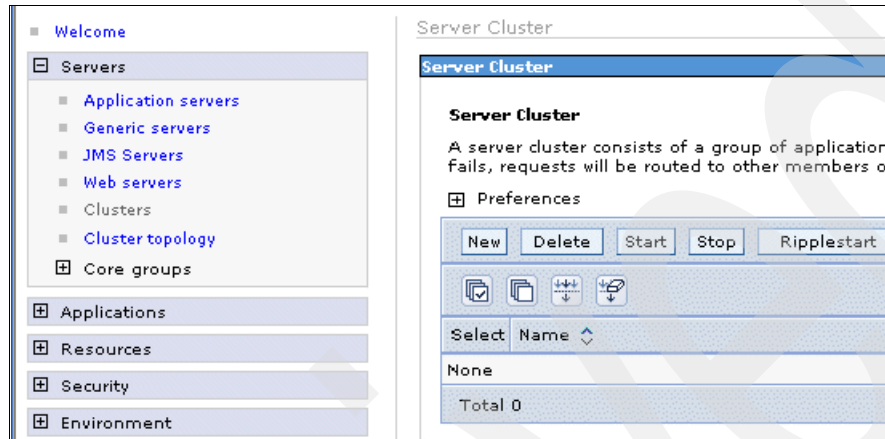 Welcome
Servers
Application servers
Generic servers
JMS Servers
Web servers
Clusters
Cluster topology
Core groups
Applications
Resources
Security
Environment
Server Cluster
Server Cluster
Server Cluster
A server cluster consists of a group of application
fails, requests will be routed to other members o
Preferences
New Delete Start Stop Ripplestart
Select Name
None
Total 0